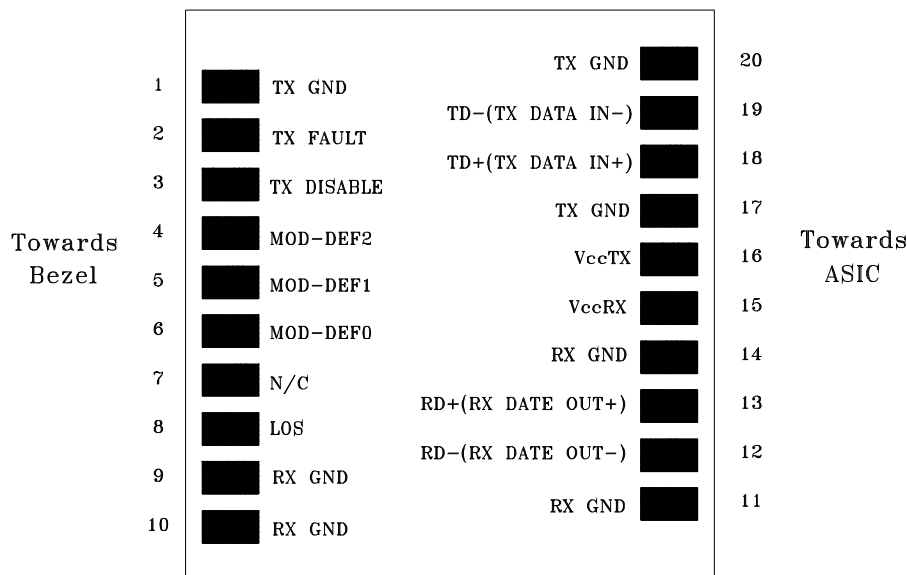 1 TX GND
2 TX FAULT
3 TX DISABLE
4 MOD-DEF2
5 MOD-DEF1
6 MOD-DEF0
7 N/C
8 LOS
9 RX GND
10 RX GND
Towards
Bezel
TX GND 20
TD-(TX DATA IN-) 19
TD+(TX DATA IN+) 18
TX GND 17
VccTX 16
VccRX 15
RX GND 14
RD+(RX DATE OUT+) 13
RD-(RX DATE OUT-) 12
RX GND 11
Towards
ASIC